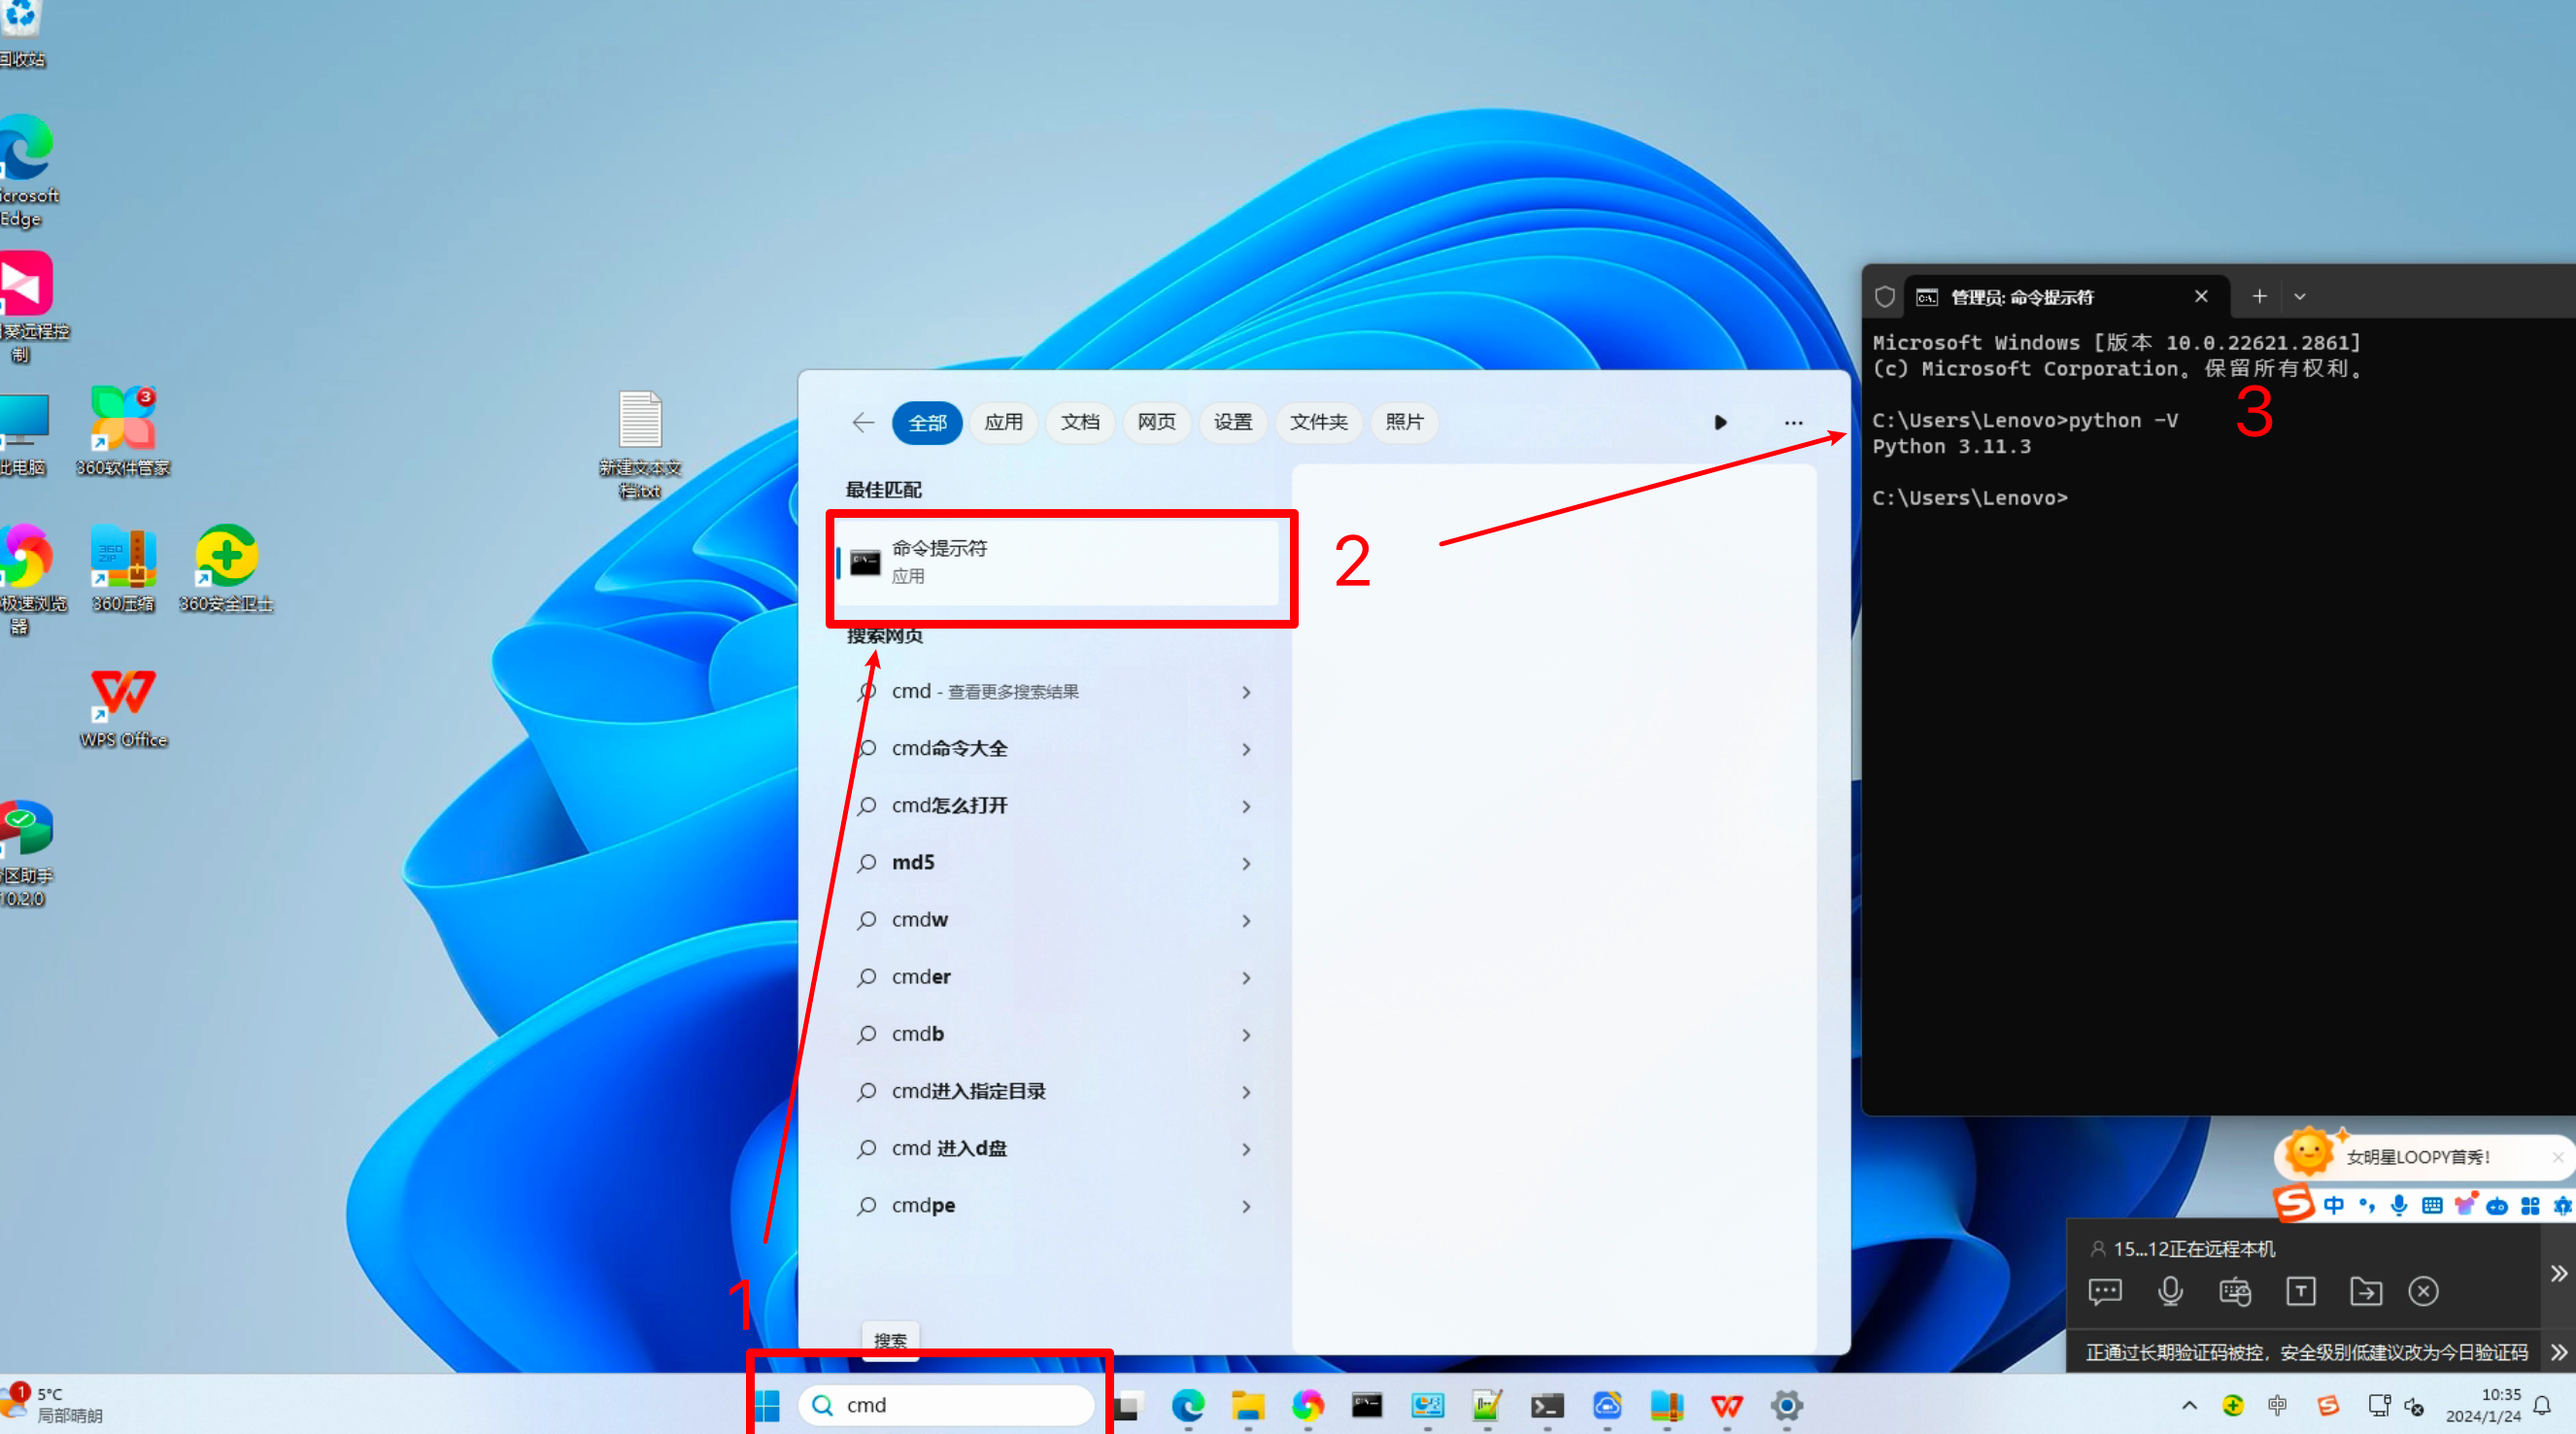 回收站
icrosoft
Edge
葵远程控
制
此电脑
3
360软件管家
新建文本文
档.txt
极速浏览
器
360
ZIP
360压缩
360安全卫士
WPS Office
区助手
10.2.0
全部
应用
文档
网页
设置
文件夹
照片
最佳匹配
命令提示符
应用
2
搜索网页
cmd - 查看更多搜索结果
cmd命令大全
cmd怎么打开
md5
cmdw
cmder
cmdb
cmd进入指定目录
cmd 进入d盘
cmdpe
1
搜索
cmd
管理员: 命令提示符
Microsoft Windows [版本 10.0.22621.2861]
(c) Microsoft Corporation。保留所有权利。
3
C:\Users\Lenovo>python -V
Python 3.11.3
C:\Users\Lenovo>
女明星LOOPY首秀!
中
15...12正在远程本机
正通过长期验证码被控，安全级别低建议改为今日验证码
1
5°C
局部晴朗
中
10:35
2024/1/24